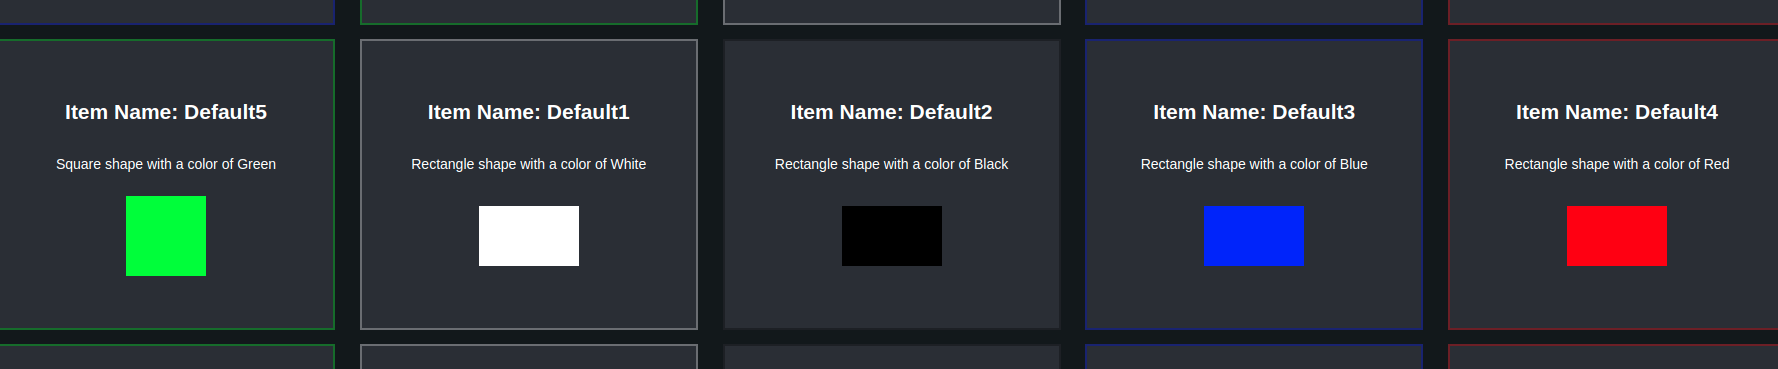 Item Name: Default5
Square shape with a color of Green
Item Name: Default1
Rectangle shape with a color of White
Item Name: Default2
Rectangle shape with a color of Black
Item Name: Default3
Rectangle shape with a color of Blue
Item Name: Default4
Rectangle shape with a color of Red